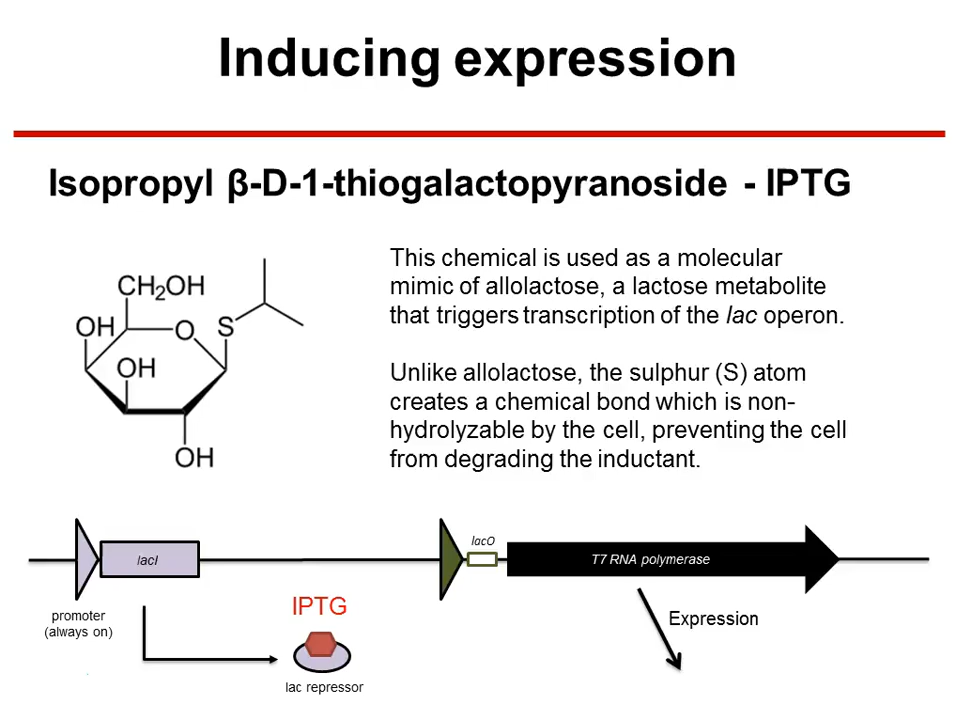 Inducing expression
Isopropyl β-D-1-thiogalactopyranoside - IPTG
CH₂OH
OH
O
S
OH
OH
This chemical is used as a molecular
mimic of allolactose, a lactose metabolite
that triggers transcription of the lac operon.
Unlike allolactose, the sulphur (S) atom
creates a chemical bond which is non-
hydrolyzable by the cell, preventing the cell
from degrading the inductant.
lacI
lacO
T7 RNA polymerase
promoter
(always on)
IPTG
lac repressor
Expression